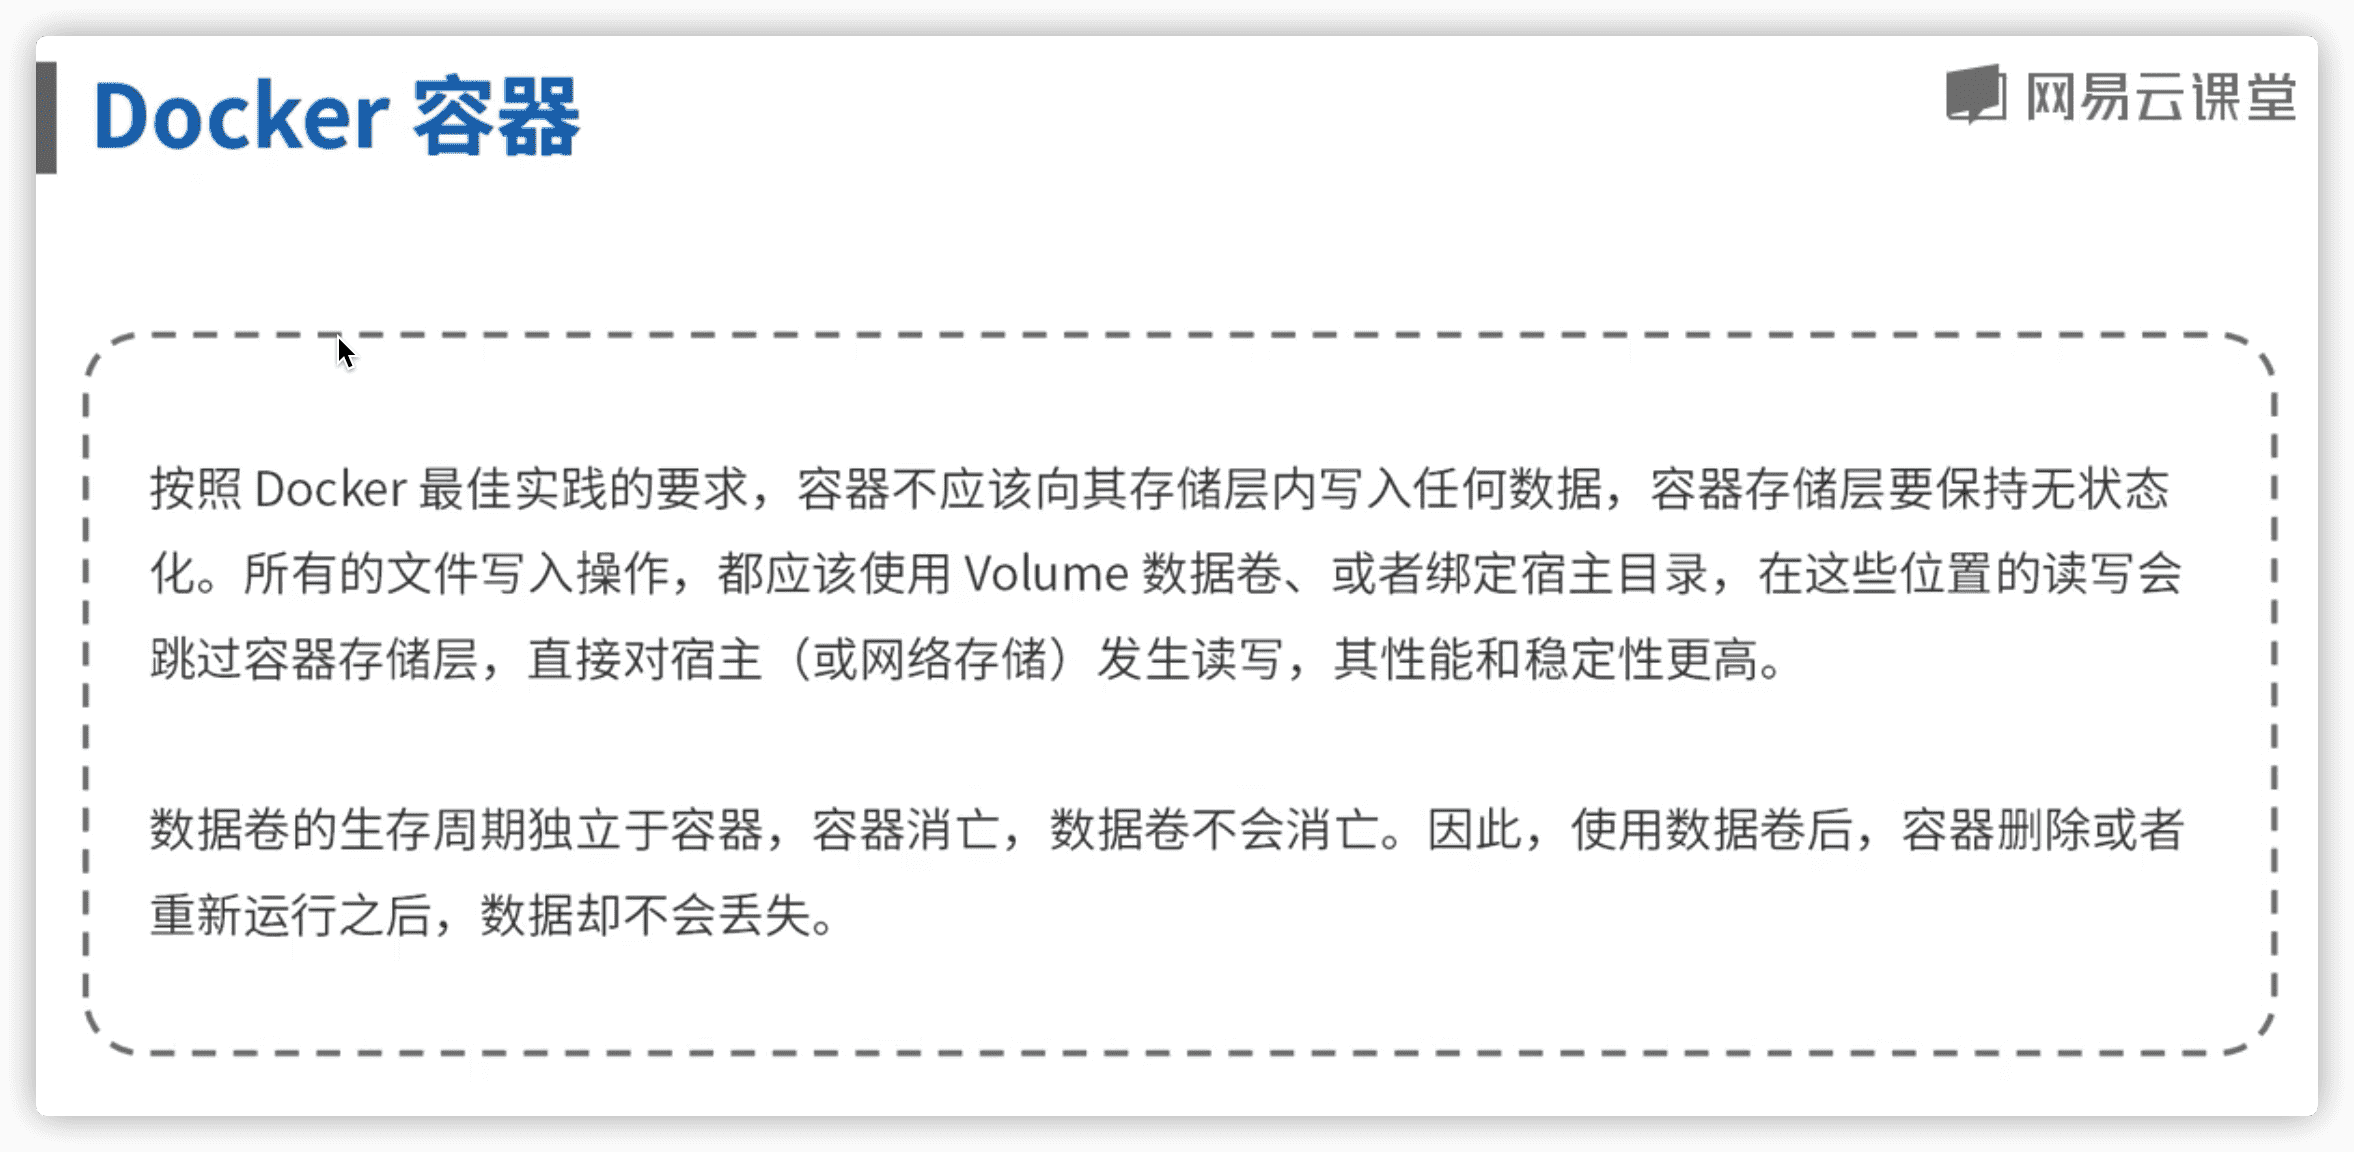 Docker 容器
网易云课堂
按照 Docker 最佳实践的要求，容器不应该向其存储层内写入任何数据，容器存储层要保持无状态
化。所有的文件写入操作，都应该使用 Volume 数据卷、或者绑定宿主目录，在这些位置的读写会
跳过容器存储层，直接对宿主（或网络存储）发生读写，其性能和稳定性更高。
数据卷的生存周期独立于容器，容器消亡，数据卷不会消亡。因此，使用数据卷后，容器删除或者
重新运行之后，数据却不会丢失。